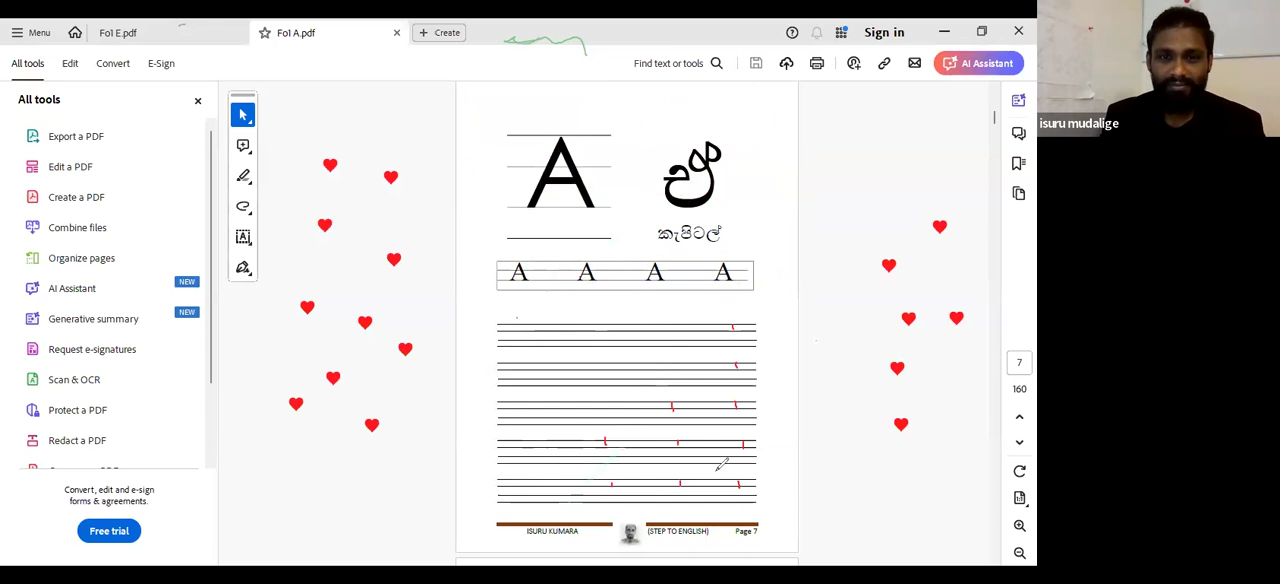 Menu
Fo1 E.pdf
Fo1 A.pdf
Create
Sign in
All tools
Edit
Convert
E-Sign
Find text or tools
AI Assistant
isuru mudalige
All tools
Export a PDF
Edit a PDF
Create a PDF
Combine files
Organize pages
AI Assistant NEW
Generative summary NEW
Request e-signatures
Scan & OCR
Protect a PDF
Redact a PDF
Convert, edit and e-sign
forms & agreements.
Free trial
A
කැපිටල්
A A A A
ISURU KUMARA (STEP TO ENGLISH) Page 7
7
160